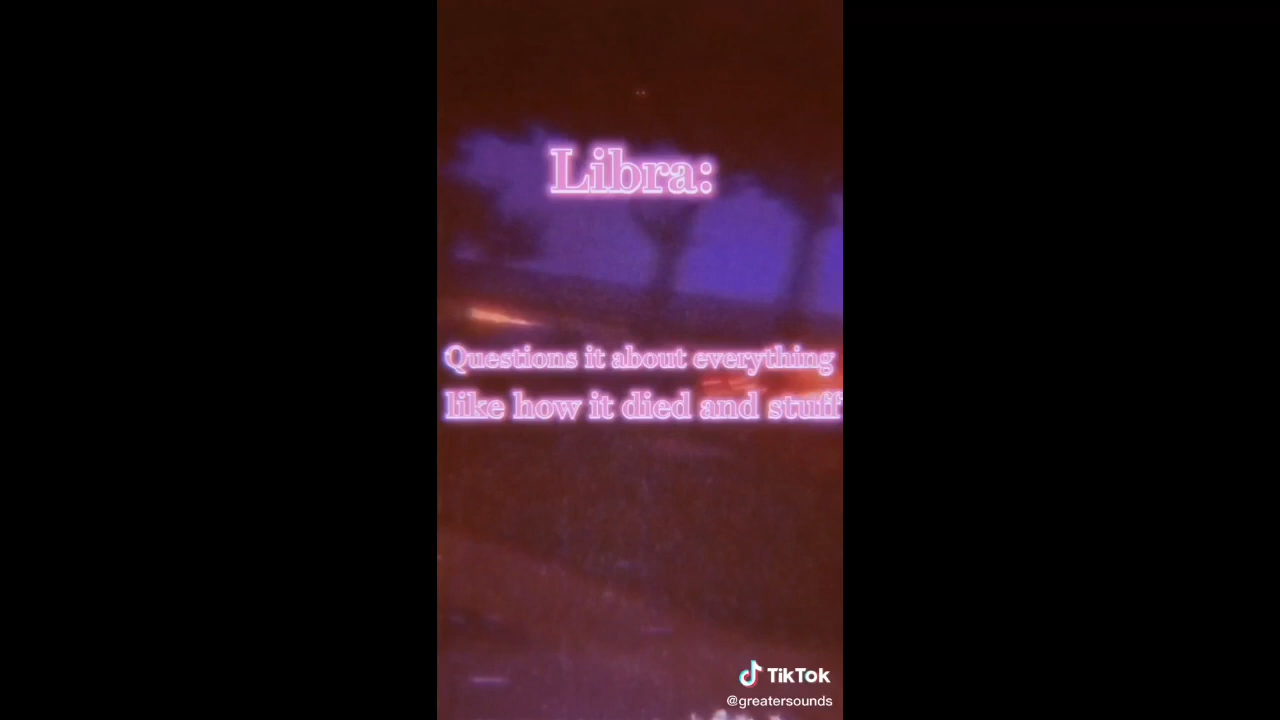 Libra:
Questions it about everything
like how it died and stuff
TikTok
@greatersounds